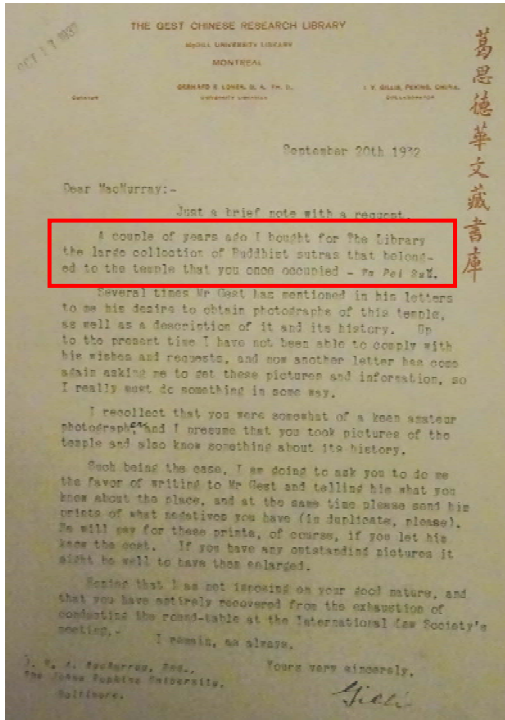 OCT 17 1932
THE GEST CHINESE RESEARCH LIBRARY
McGILL UNIVERSITY LIBRARY
MONTREAL
GERHARD R LOMER, B. A. PH. D.,
UNIVERSITY LIBRARIAN
I. V. GILLIS, PEKING, CHINA.
COLLABORATOR
葛思德華文藏書庫
September 20th 1932
Dear MacMurray:-
Just a brief note with a request.
A couple of years ago I bought for The Library
the large collection of Buddhist sutras that belong-
ed to the temple that you once occupied - Ta Pei Ssŭ.
Several times Mr Gest has mentioned in his letters
to me his desire to obtain photographs of this temple,
as well as a description of it and its history. Up
to the present time I have not been able to comply with
his wishes and requests, and now another letter has come
again asking me to get these pictures and information, so
I really must do something in some way.
I recollect that you were somewhat of a keen amateur
photographer, and I presume that you took pictures of the
temple and also know something about its history.
Such being the case, I am going to ask you to do me
the favor of writing to Mr Gest and telling him what you
know about the place, and at the same time please send him
prints of what negatives you have (in duplicate, please).
He will pay for these prints, of course, if you let him
know the cost. If you have any outstanding pictures it
might be well to have them enlarged.
Hoping that I am not imposing on your good nature, and
that you have entirely recovered from the exhaustion of
conducting the round-table at the International Law Society's
meeting,-
I remain, as always,
Yours very sincerely,
J. V. A. MacMurray, Esq.,
The Johns Hopkins University,
Baltimore.
Gillis